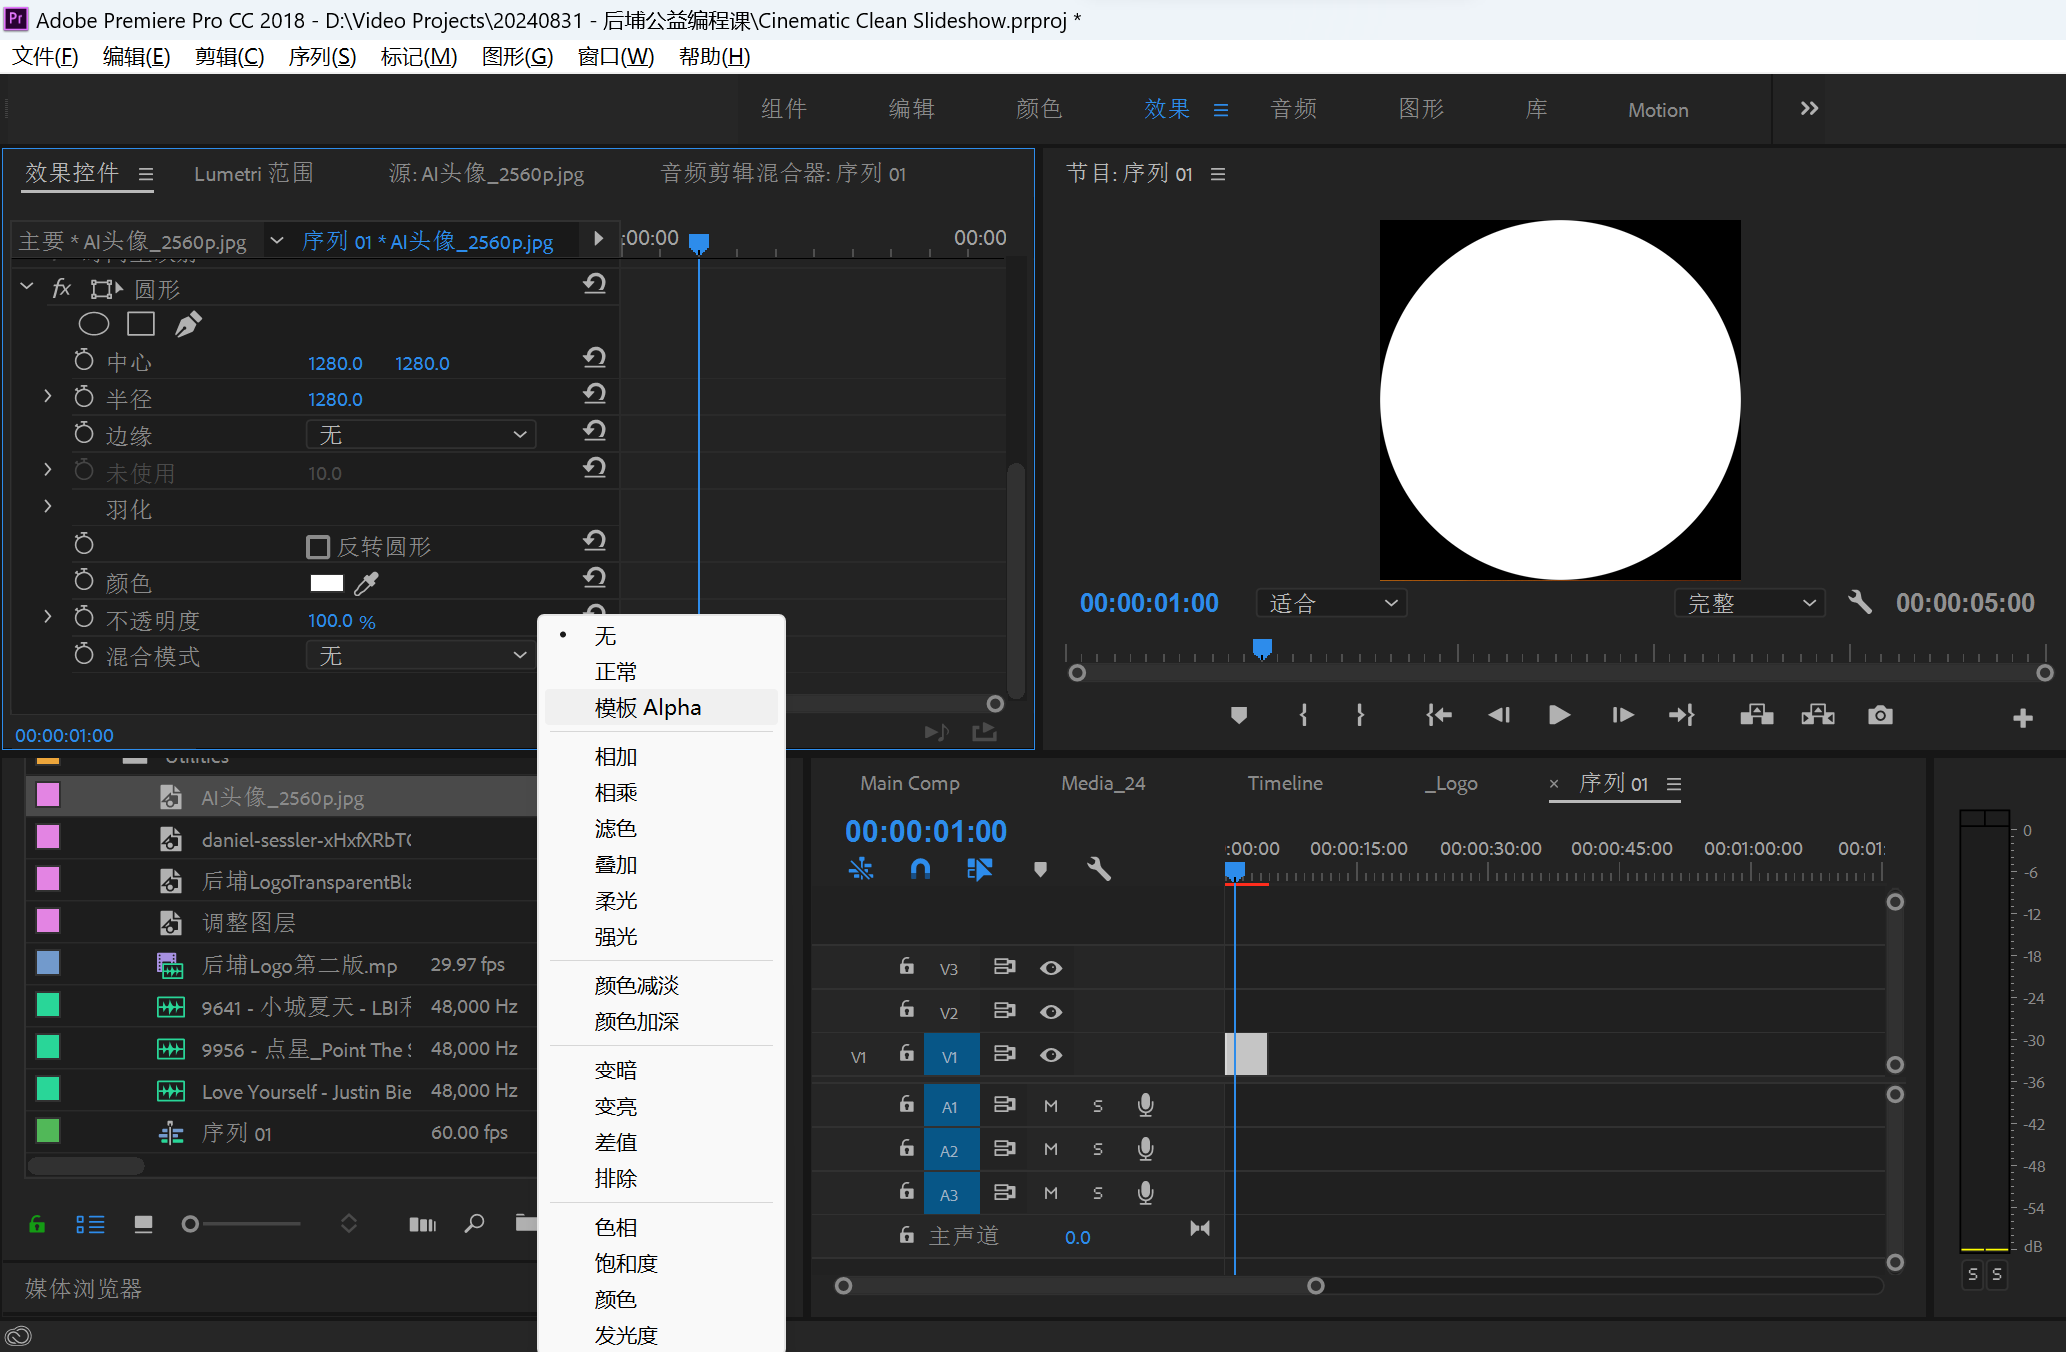 Adobe Premiere Pro CC 2018 - D:\Video Projects\20240831 - 后埔公益编程课\Cinematic Clean Slideshow.prproj *
文件(F) 编辑(E) 剪辑(C) 序列(S) 标记(M) 图形(G) 窗口(W) 帮助(H)
组件 编辑 颜色 效果 音频 图形 库 Motion
效果控件 Lumetri 范围 源: AI头像_2560p.jpg 音频剪辑混合器: 序列 01
主要 * AI头像_2560p.jpg 序列 01 * AI头像_2560p.jpg :00:00 00:00
fx 圆形
中心 1280.0 1280.0
半径 1280.0
边缘 无
未使用 10.0
羽化
反转圆形
颜色
不透明度 100.0 %
混合模式 无
00:00:01:00
无
正常
模板 Alpha
相加
相乘
滤色
叠加
柔光
强光
颜色减淡
颜色加深
变暗
变亮
差值
排除
色相
饱和度
颜色
发光度
节目: 序列 01
00:00:01:00 适合 完整 00:00:05:00
Utilities
AI头像_2560p.jpg
daniel-sessler-xHxfXRbT
后埔LogoTransparentBla
调整图层
后埔Logo第二版.mp 29.97 fps
9641 - 小城夏天 - LBI 48,000 Hz
9956 - 点星_Point The 48,000 Hz
Love Yourself - Justin Bie 48,000 Hz
序列 01 60.00 fps
媒体浏览器
Main Comp Media_24 Timeline _Logo × 序列 01
00:00:01:00
:00:00 00:00:15:00 00:00:30:00 00:00:45:00 00:01:00:00 00:01:
V3
V2
V1 V1
A1 M S
A2 M S
A3 M S
主声道 0.0
0
-6
-12
-18
-24
-30
-36
-42
-48
-54
dB
S S